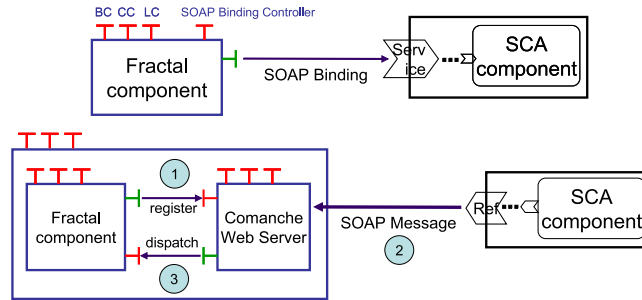 BC CC LC SOAP Binding Controller
Fractal
component
SOAP Binding
Serv
ice
SCA
component
1
register
Fractal
component
dispatch
3
Comanche
Web Server
SOAP Message
2
Ref
SCA
component